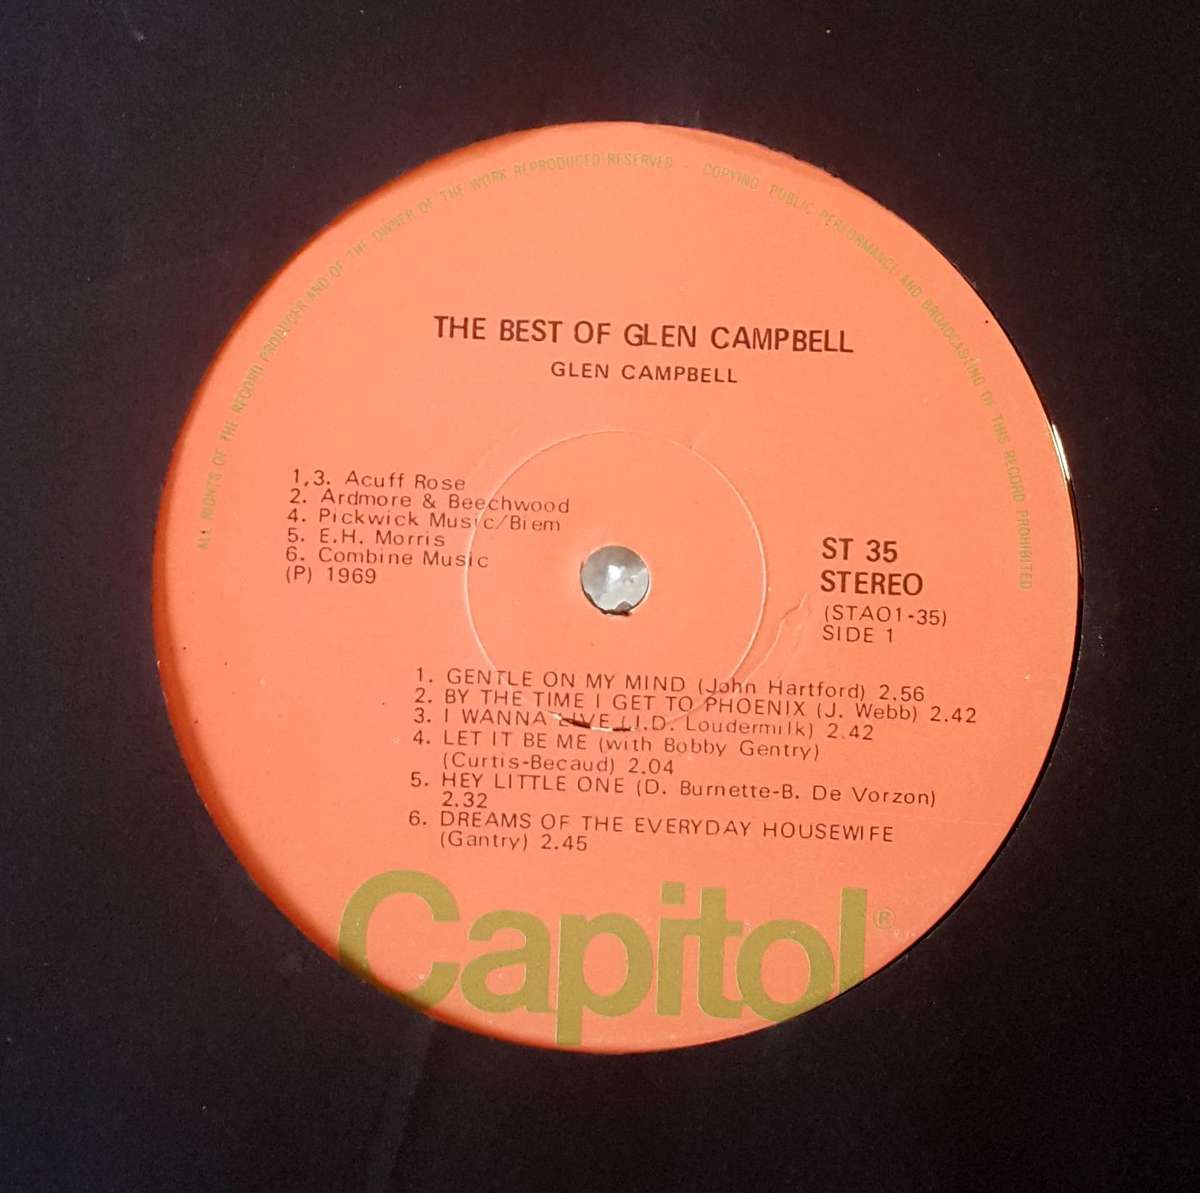 ALL RIGHTS OF THE RECORD PRODUCER AND OF THE OWNER OF THE WORK REPRODUCED RESERVED - COPYING PUBLIC PERFORMANCE AND BROADCASTING OF THIS RECORD PROHIBITED
THE BEST OF GLEN CAMPBELL
GLEN CAMPBELL
1,3. Acuff Rose
2. Ardmore & Beechwood
4. Pickwick Music/Biem
5. E.H. Morris
6. Combine Music
(P) 1969
ST 35
STEREO
(STAO1-35)
SIDE 1
1. GENTLE ON MY MIND (John Hartford) 2.56
2. BY THE TIME I GET TO PHOENIX (J. Webb) 2.42
3. I WANNA LIVE (J.D. Loudermilk) 2.42
4. LET IT BE ME (with Bobby Gentry)
(Curtis-Becaud) 2.04
5. HEY LITTLE ONE (D. Burnette-B. De Vorzon)
2.32
6. DREAMS OF THE EVERYDAY HOUSEWIFE
(Gantry) 2.45
Capitol®